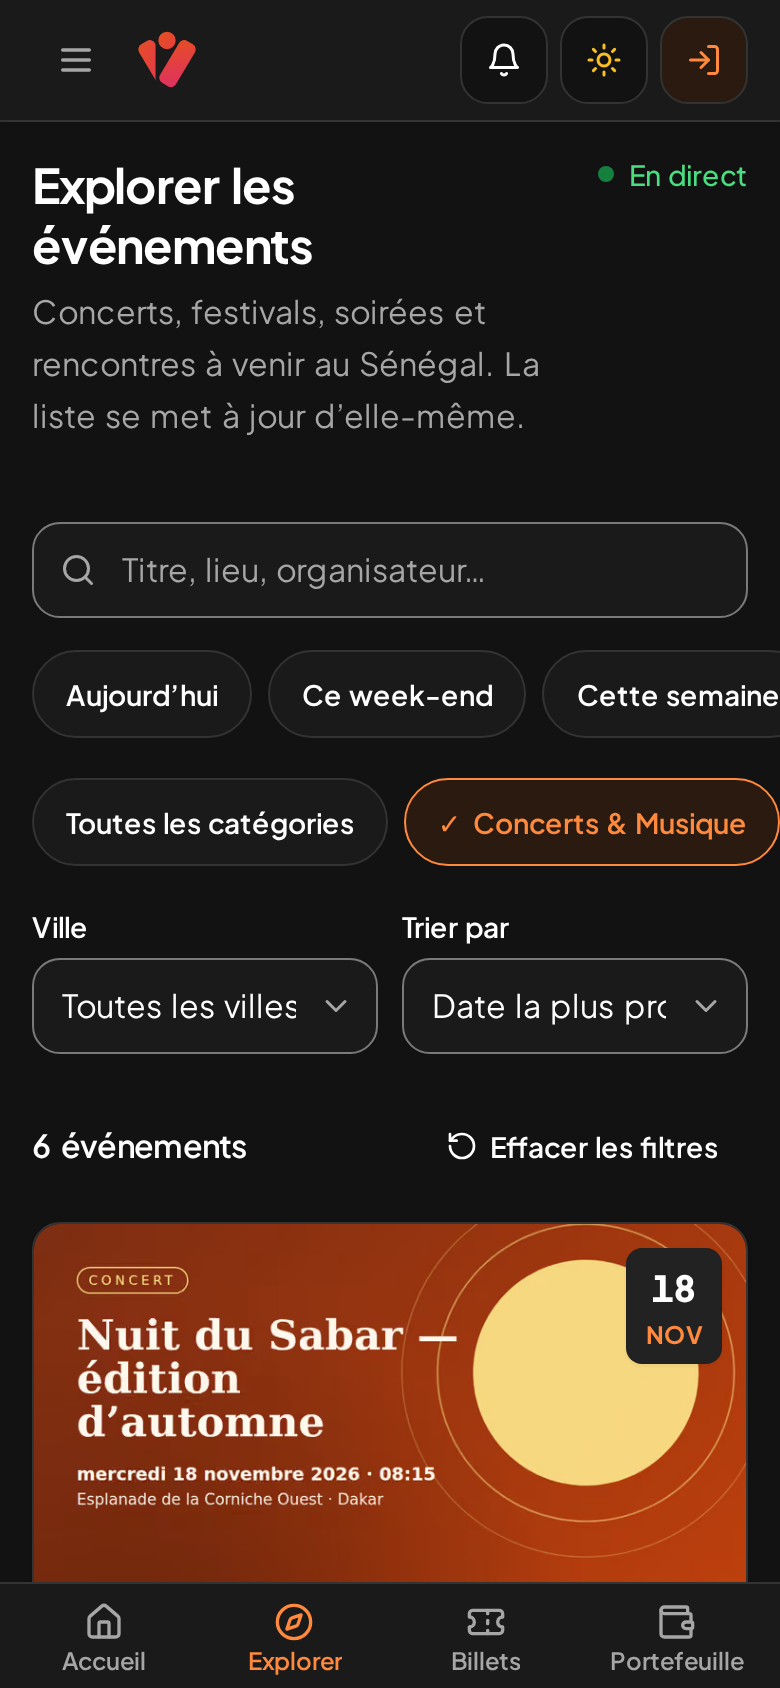 Explorer les
événements
En direct
Concerts, festivals, soirées et
rencontres à venir au Sénégal. La
liste se met à jour d’elle-même.
Titre, lieu, organisateur…
Aujourd’hui
Ce week-end
Cette semaine
Toutes les catégories
✓ Concerts & Musique
Ville
Trier par
Toutes les villes
Date la plus pro
6 événements
Effacer les filtres
CONCERT
18
NOV
Nuit du Sabar —
édition
d’automne
mercredi 18 novembre 2026 · 08:15
Esplanade de la Corniche Ouest · Dakar
Accueil
Explorer
Billets
Portefeuille